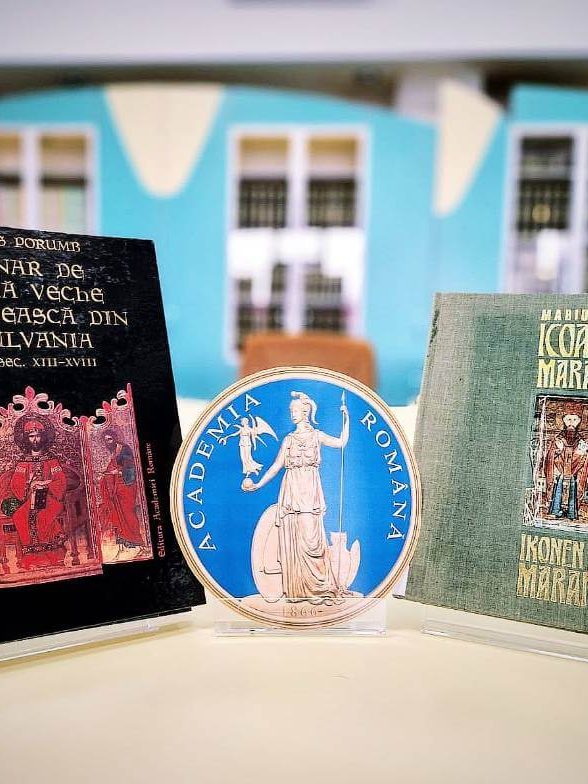 PORUMB
NAR DE
A VECHE
EASCĂ DIN
ILVANIA
SEC. XIII-XVIII
Editura Academiei Române
ACADEMIA ROMÂNA
1866
MARIU
ICOA
MARA
IKONEN
MARA